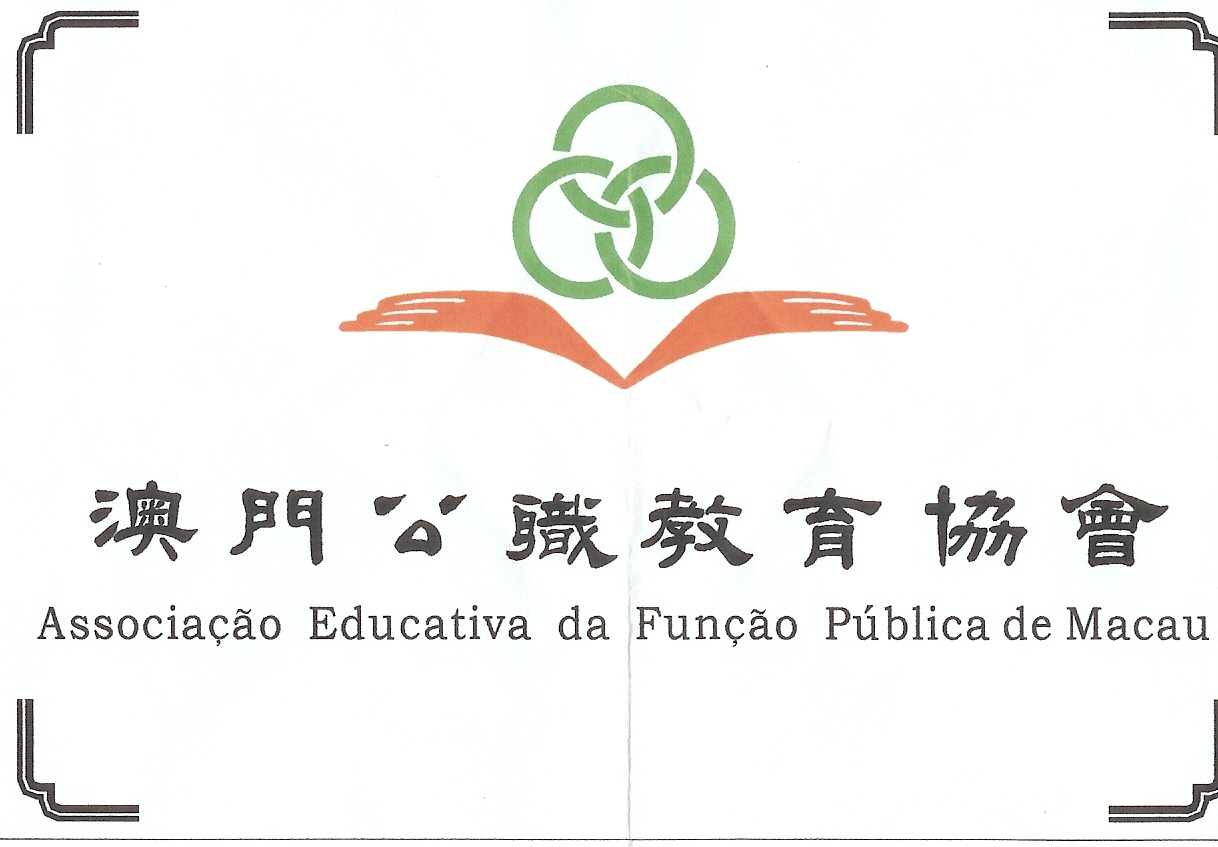 澳門公職教育協會
Associação Educativa da Função Pública de Macau